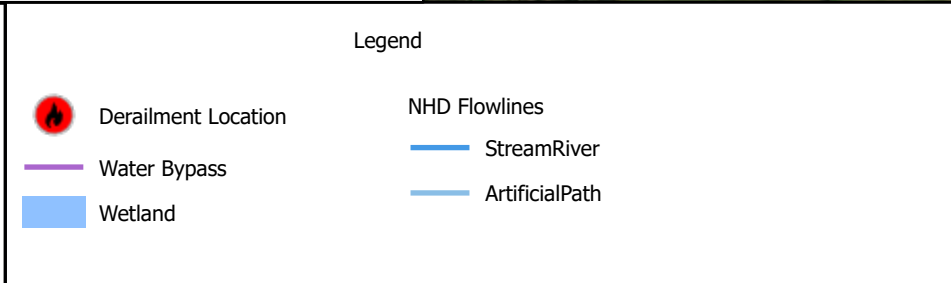 Legend
Derailment Location
Water Bypass
Wetland
NHD Flowlines
StreamRiver
ArtificialPath